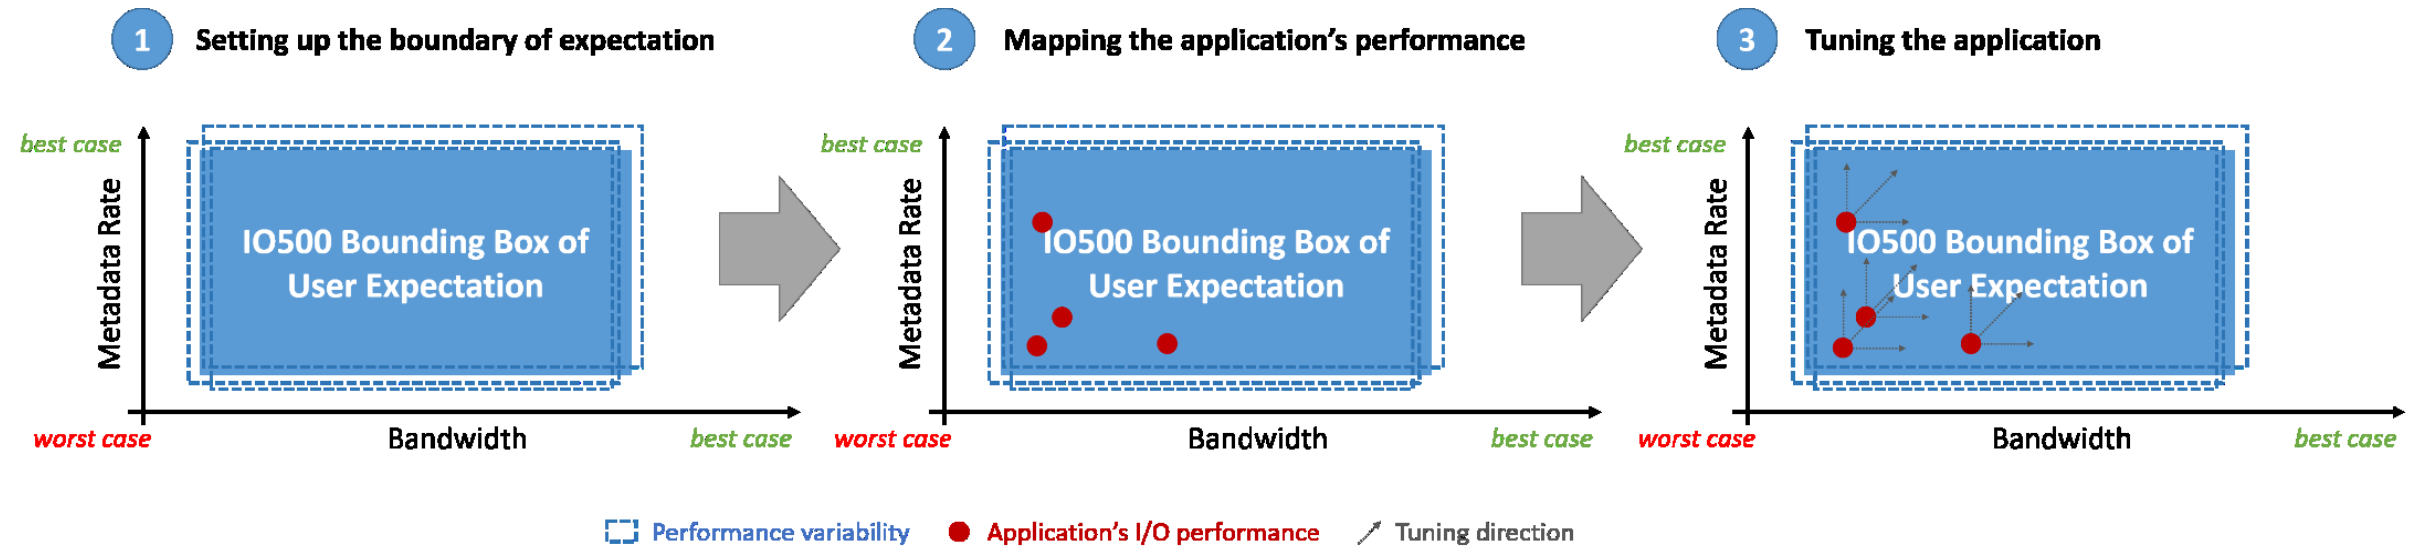 1 Setting up the boundary of expectation
best case
Metadata Rate
IO500 Bounding Box of
User Expectation
worst case
Bandwidth
best case
2 Mapping the application's performance
best case
Metadata Rate
IO500 Bounding Box of
User Expectation
worst case
Bandwidth
best case
3 Tuning the application
best case
Metadata Rate
IO500 Bounding Box of
User Expectation
worst case
Bandwidth
best case
Performance variability
Application's I/O performance
Tuning direction